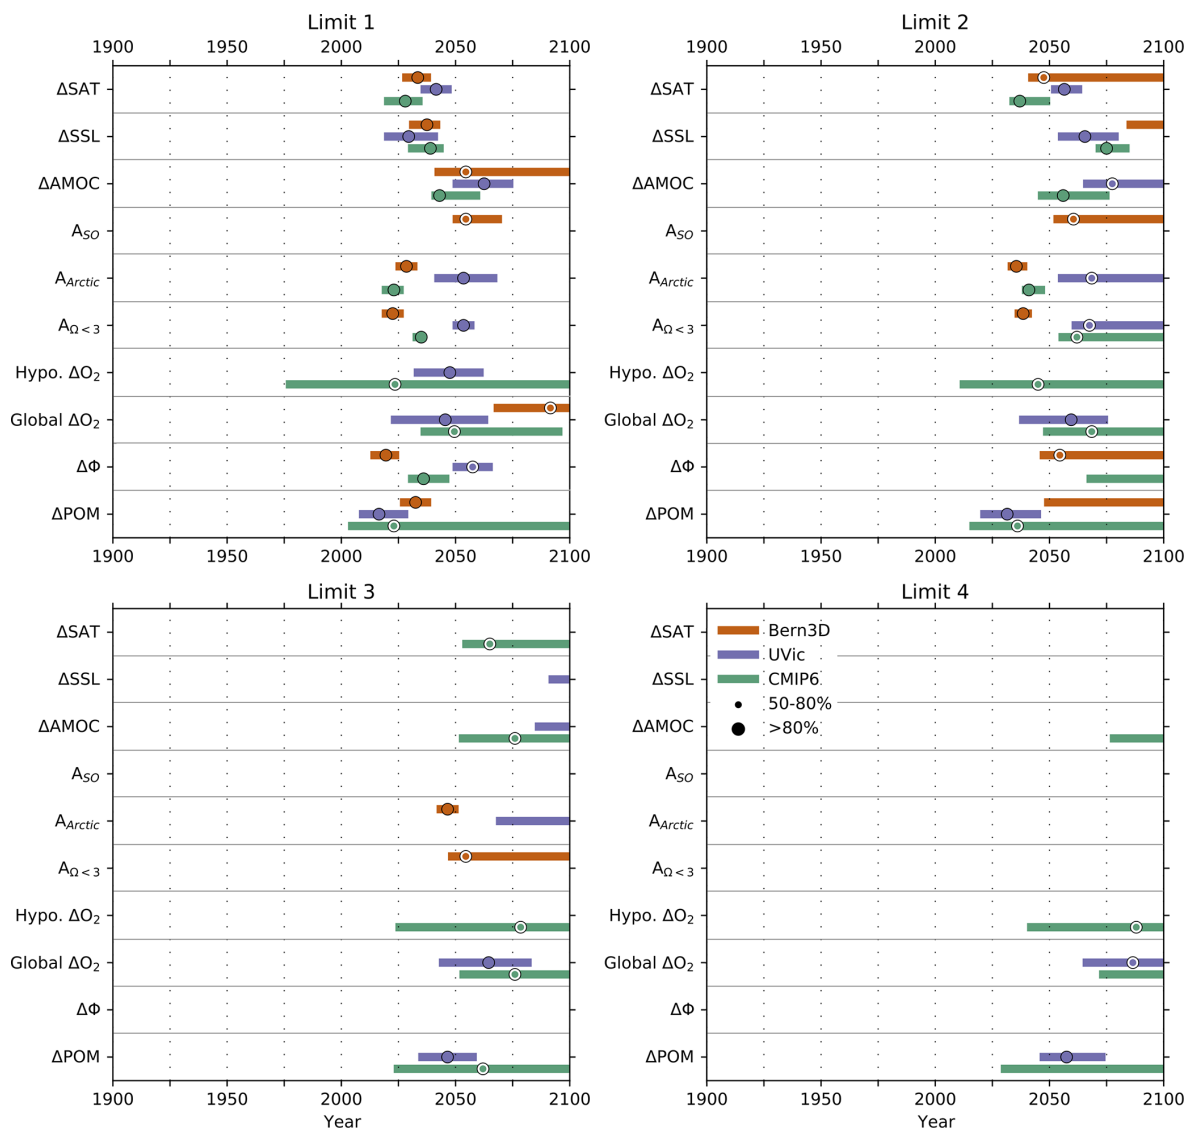 Limit 1
1900 1950 2000 2050 2100
ΔSAT
ΔSSL
ΔAMOC
A_SO
A_Arctic
A_Ω<3
Hypo. ΔO₂
Global ΔO₂
ΔΦ
ΔPOM
1900 1950 2000 2050 2100
Limit 2
1900 1950 2000 2050 2100
ΔSAT
ΔSSL
ΔAMOC
A_SO
A_Arctic
A_Ω<3
Hypo. ΔO₂
Global ΔO₂
ΔΦ
ΔPOM
1900 1950 2000 2050 2100
Limit 3
ΔSAT
ΔSSL
ΔAMOC
A_SO
A_Arctic
A_Ω<3
Hypo. ΔO₂
Global ΔO₂
ΔΦ
ΔPOM
1900 1950 2000 2050 2100
Year
Limit 4
ΔSAT
ΔSSL
ΔAMOC
A_SO
A_Arctic
A_Ω<3
Hypo. ΔO₂
Global ΔO₂
ΔΦ
ΔPOM
Bern3D
UVic
CMIP6
50-80%
>80%
1900 1950 2000 2050 2100
Year